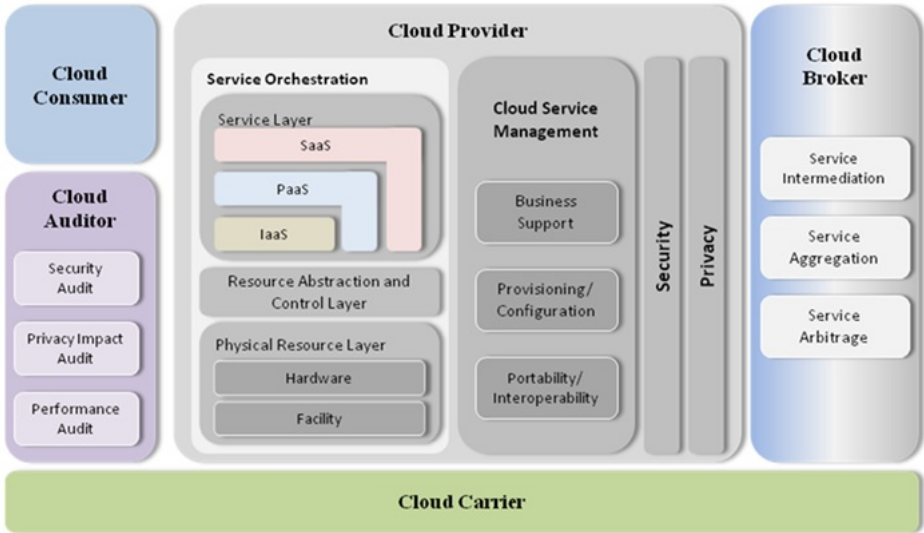 Cloud
Consumer
Cloud
Auditor
Security
Audit
Privacy Impact
Audit
Performance
Audit
Cloud Provider
Service Orchestration
Service Layer
SaaS
PaaS
IaaS
Resource Abstraction and
Control Layer
Physical Resource Layer
Hardware
Facility
Cloud Service
Management
Business
Support
Provisioning/
Configuration
Portability/
Interoperability
Security
Privacy
Cloud
Broker
Service
Intermediation
Service
Aggregation
Service
Arbitrage
Cloud Carrier